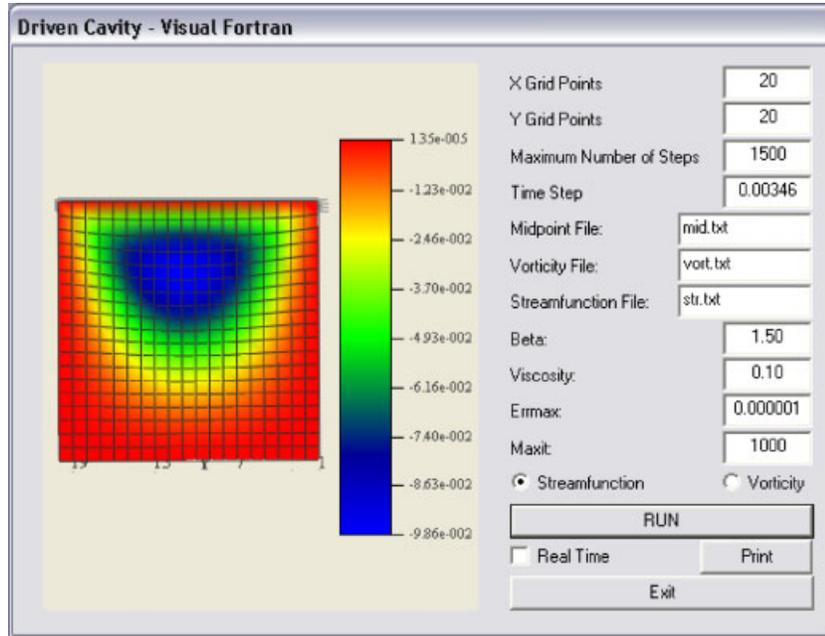 Driven Cavity - Visual Fortran
X Grid Points 20
Y Grid Points 20
Maximum Number of Steps 1500
Time Step 0.00346
Midpoint File: mid.txt
Vorticity File: vort.txt
Streamfunction File: str.txt
Beta: 1.50
Viscosity: 0.10
Errmax: 0.000001
Maxit: 1000
Streamfunction Vorticity
RUN
Real Time Print
Exit
1.35e-005
-1.23e-002
-2.46e-002
-3.70e-002
-4.93e-002
-6.16e-002
-7.40e-002
-8.63e-002
-9.86e-002